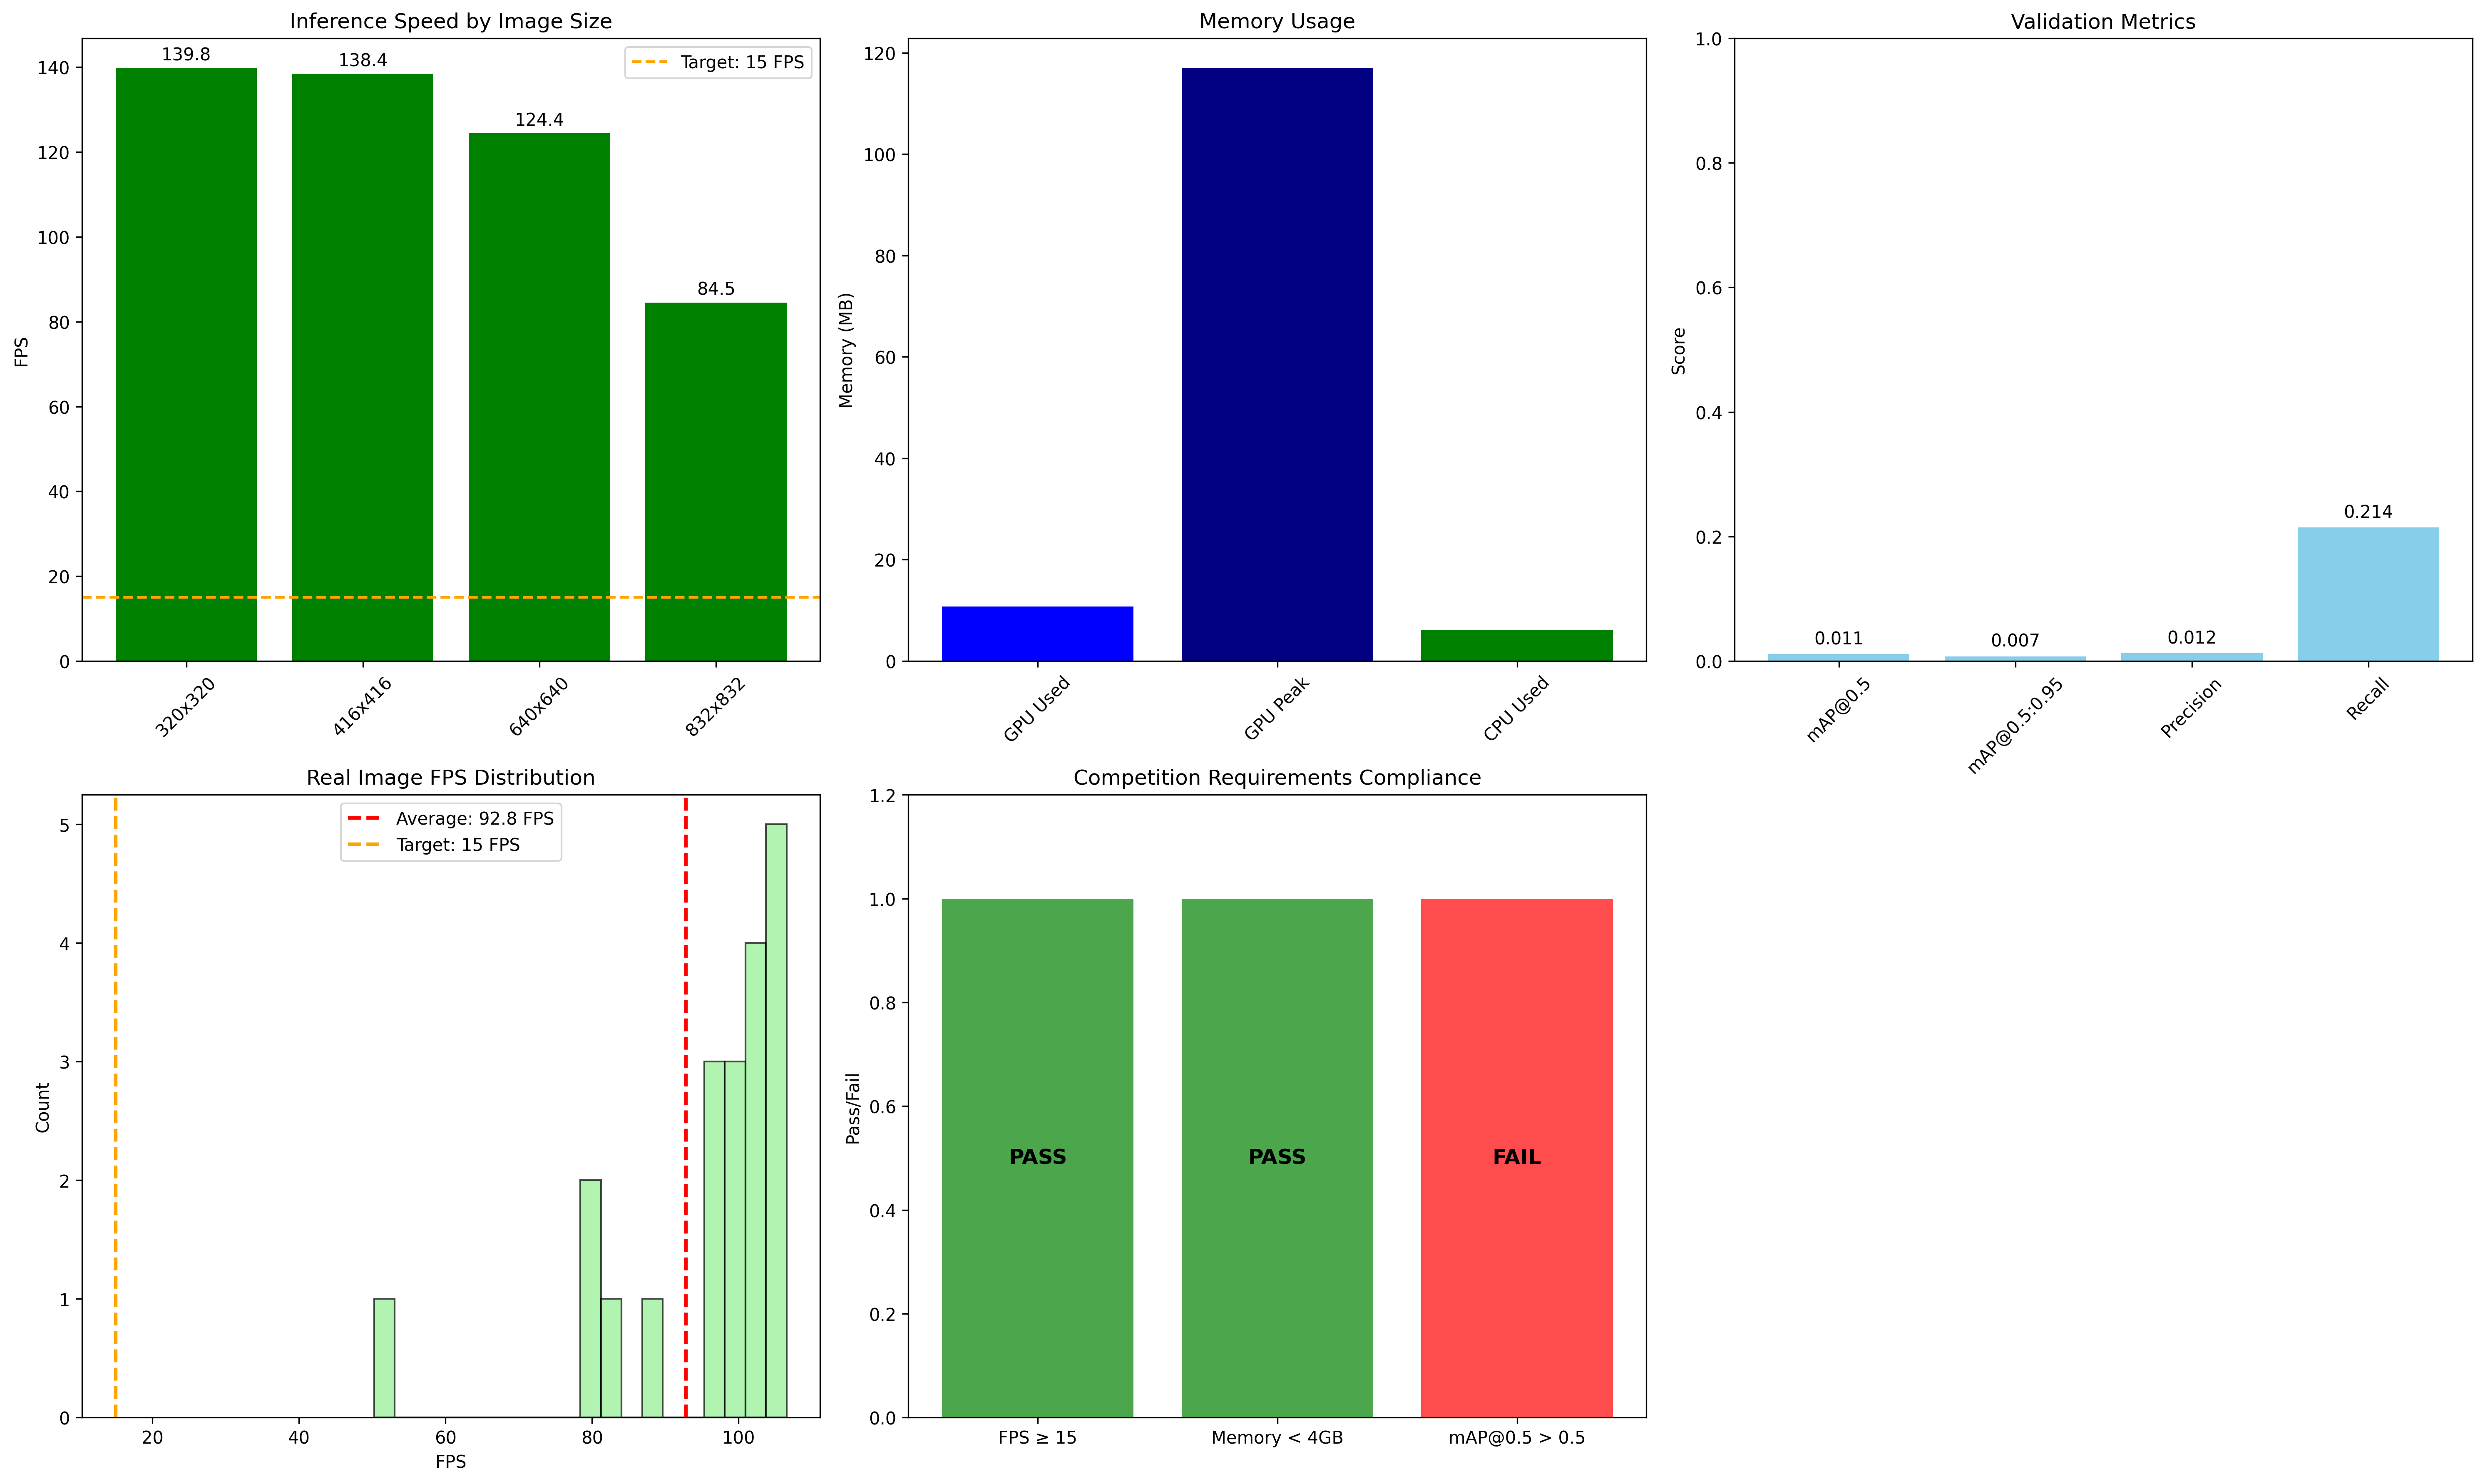 Inference Speed by Image Size
139.8
138.4
124.4
84.5
Target: 15 FPS
FPS
140
120
100
80
60
40
20
0
320x320
416x416
640x640
832x832
Memory Usage
Memory (MB)
120
100
80
60
40
20
0
GPU Used
GPU Peak
CPU Used
Validation Metrics
Score
1.0
0.8
0.6
0.4
0.2
0.0
0.011
0.007
0.012
0.214
mAP@0.5
mAP@0.5:0.95
Precision
Recall
Real Image FPS Distribution
Average: 92.8 FPS
Target: 15 FPS
Count
5
4
3
2
1
0
20
40
60
80
100
FPS
Competition Requirements Compliance
Pass/Fail
1.2
1.0
0.8
0.6
0.4
0.2
0.0
PASS
PASS
FAIL
FPS ≥ 15
Memory < 4GB
mAP@0.5 > 0.5